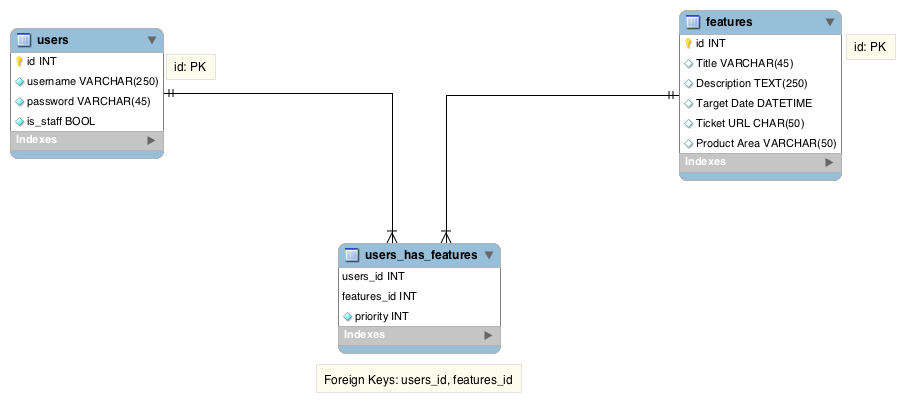 users
id INT
username VARCHAR(250)
password VARCHAR(45)
is_staff BOOL
Indexes
id: PK
features
id INT
Title VARCHAR(45)
Description TEXT(250)
Target Date DATETIME
Ticket URL CHAR(50)
Product Area VARCHAR(50)
Indexes
id: PK
users_has_features
users_id INT
features_id INT
priority INT
Indexes
Foreign Keys: users_id, features_id